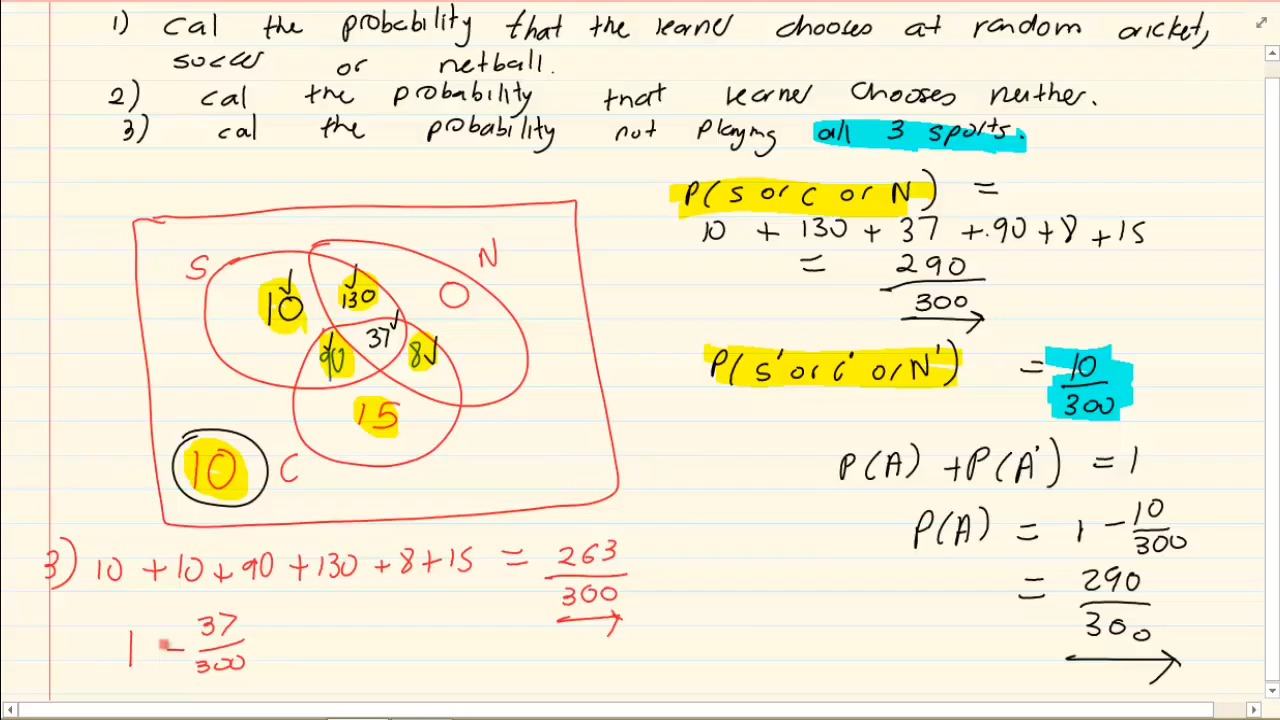 1) cal the probability that the learner chooses at random cricket,
soccer or netball.
2) cal the probability that learner chooses neither.
3) cal the probability not playing all 3 sports.
P(S or C or N) =
10 + 130 + 37 + 90 + 8 + 15
= 290
300
P(S' or C' or N') = 10
300
P(A) + P(A') = 1
P(A) = 1 - 10
300
= 290
300
S
N
10
130
0
90
37
8
15
10
C
3) 10 + 10 + 90 + 130 + 8 + 15 = 263
300
1 - 37
300